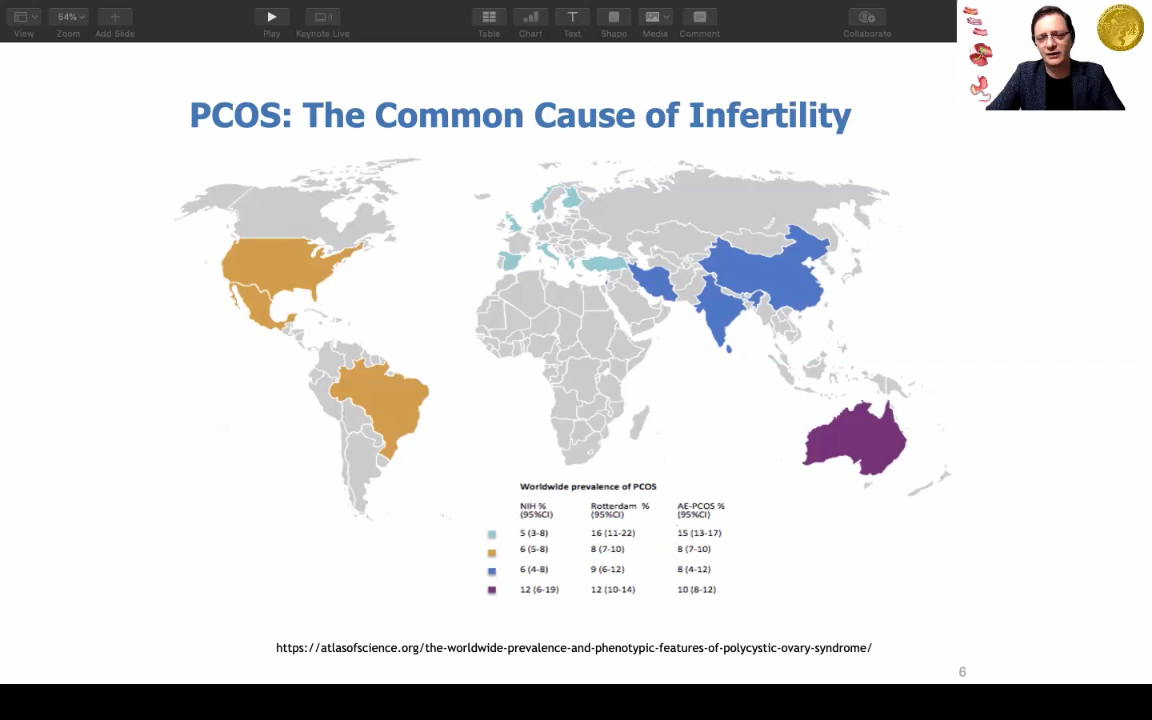 54%
View Zoom Add Slide Play Keynote Live Table Chart Text Shape Media Comment Collaborate
PCOS: The Common Cause of Infertility
Worldwide prevalence of PCOS
NIH % Rotterdam % AE-PCOS %
(95%CI) (95%CI) (95%CI)
5 (3-8) 16 (11-22) 15 (13-17)
6 (5-8) 8 (7-10) 8 (7-10)
6 (4-8) 9 (6-12) 8 (4-12)
12 (6-19) 12 (10-14) 10 (8-12)
https://atlasofscience.org/the-worldwide-prevalence-and-phenotypic-features-of-polycystic-ovary-syndrome/
6